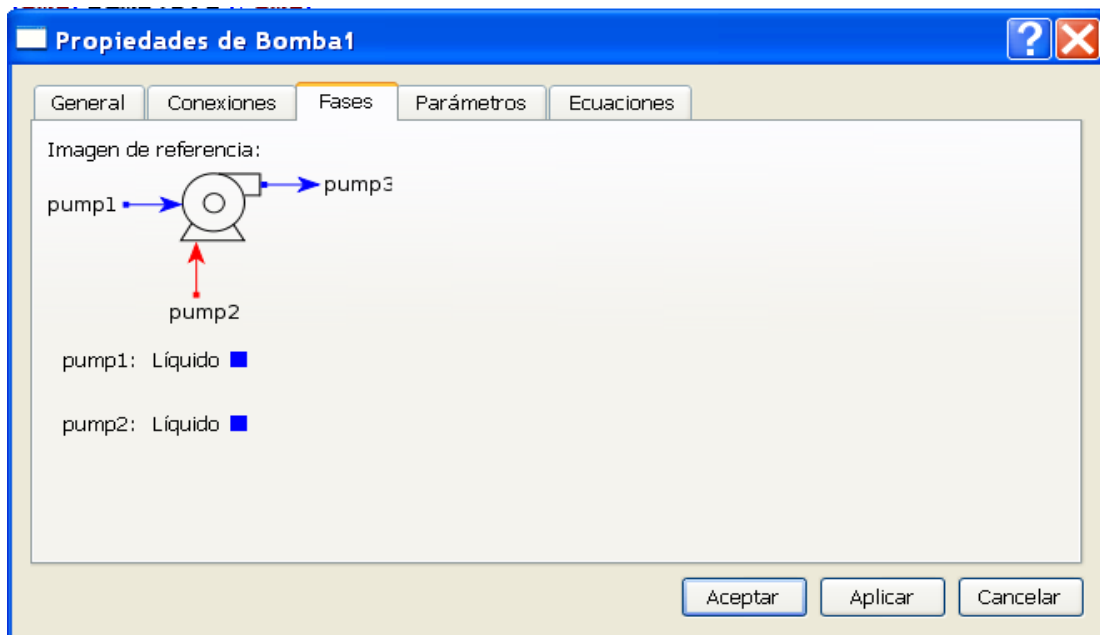 Propiedades de Bomba1
General Conexiones Fases Parámetros Ecuaciones
Imagen de referencia:
pump1
pump3
pump2
pump1: Líquido
pump2: Líquido
Aceptar Aplicar Cancelar